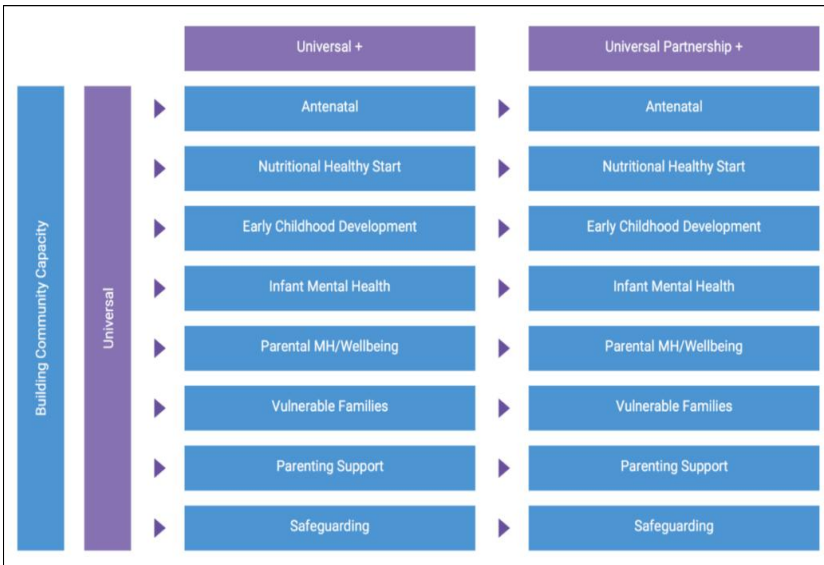 Universal +
Universal Partnership +
Building Community Capacity
Universal
Antenatal
Antenatal
Nutritional Healthy Start
Nutritional Healthy Start
Early Childhood Development
Early Childhood Development
Infant Mental Health
Infant Mental Health
Parental MH/Wellbeing
Parental MH/Wellbeing
Vulnerable Families
Vulnerable Families
Parenting Support
Parenting Support
Safeguarding
Safeguarding